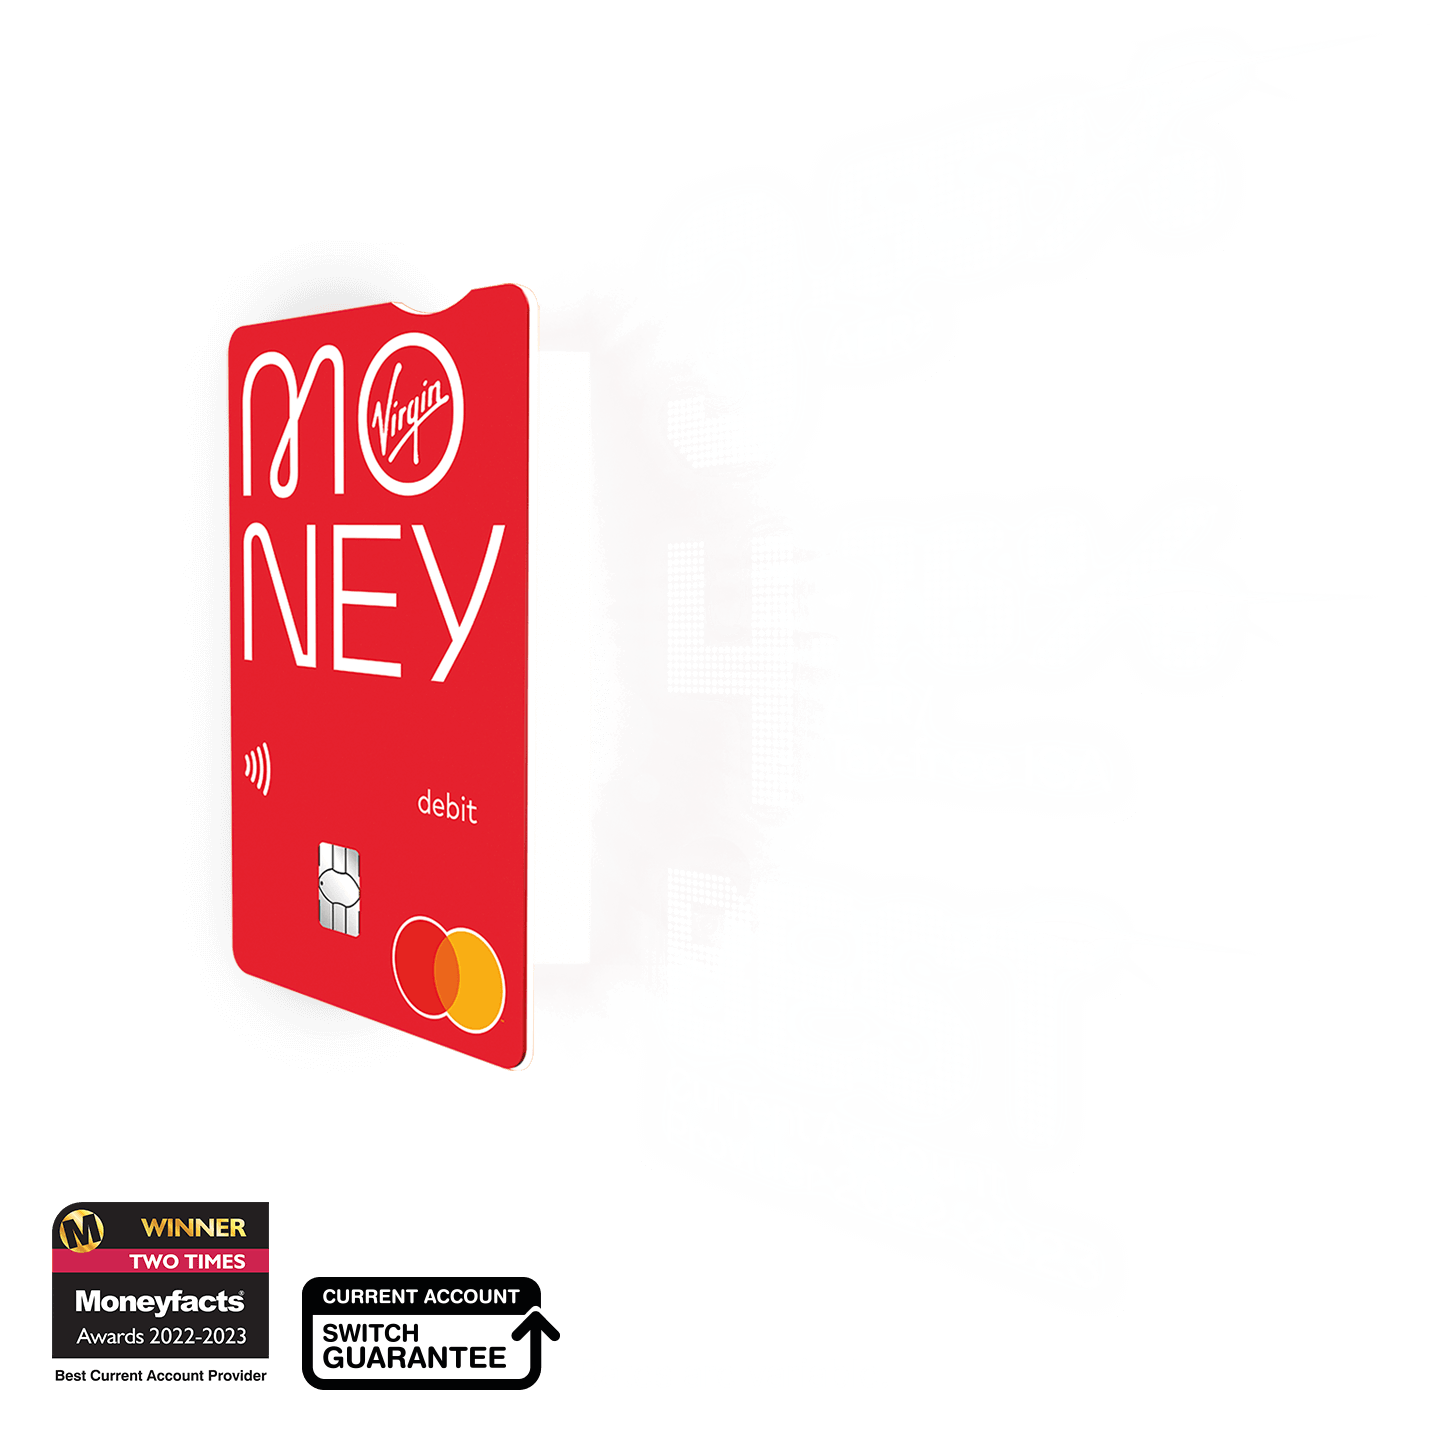 MO
Virgin
NEY
debit
WINNER
TWO TIMES
Moneyfacts®
Awards 2022-2023
Best Current Account Provider
CURRENT ACCOUNT
SWITCH
GUARANTEE